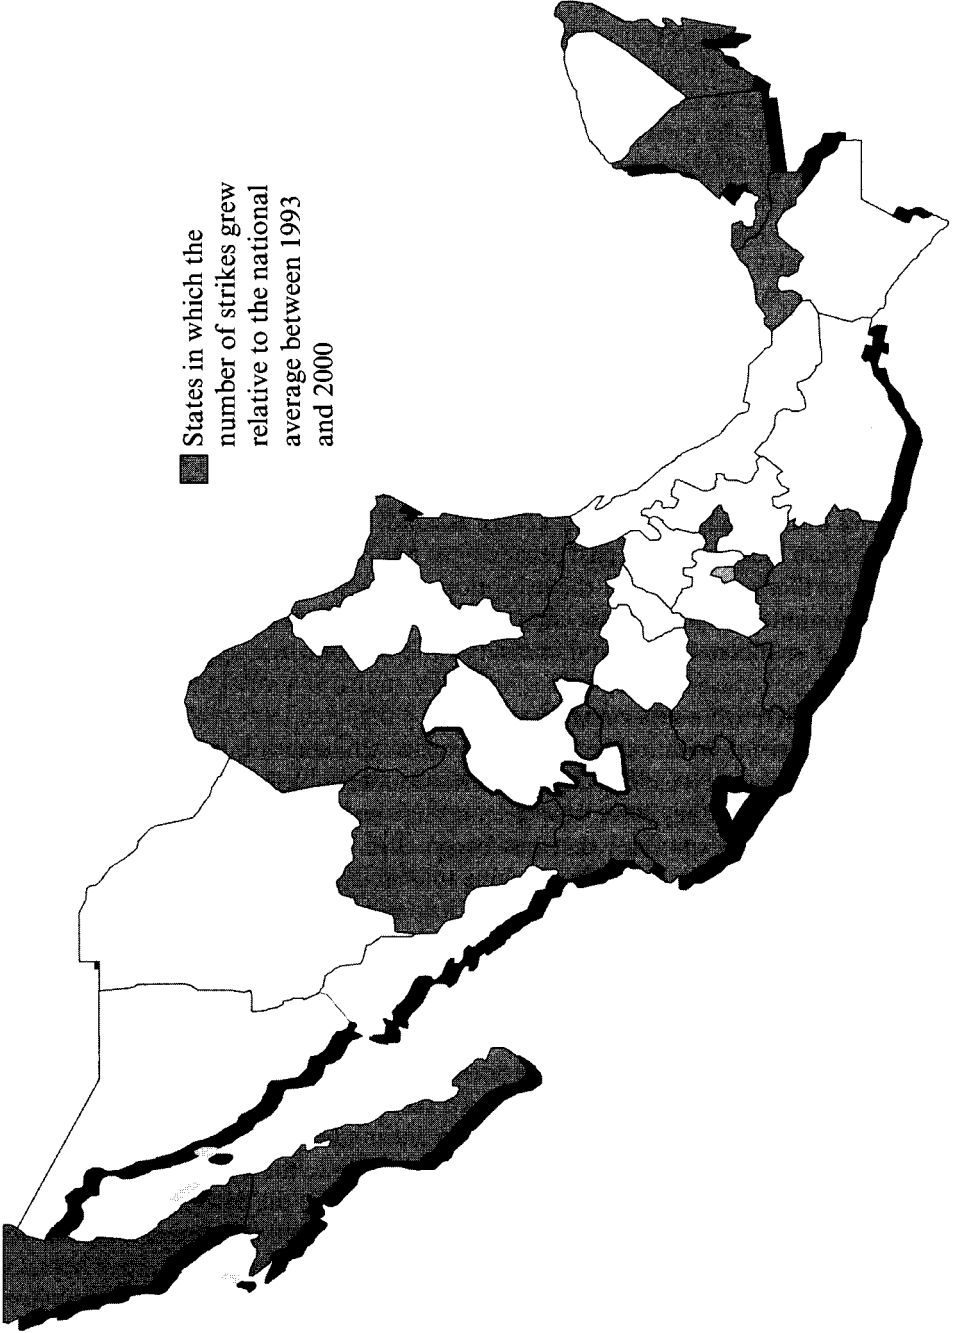 States in which the
number of strikes grew
relative to the national
average between 1993
and 2000